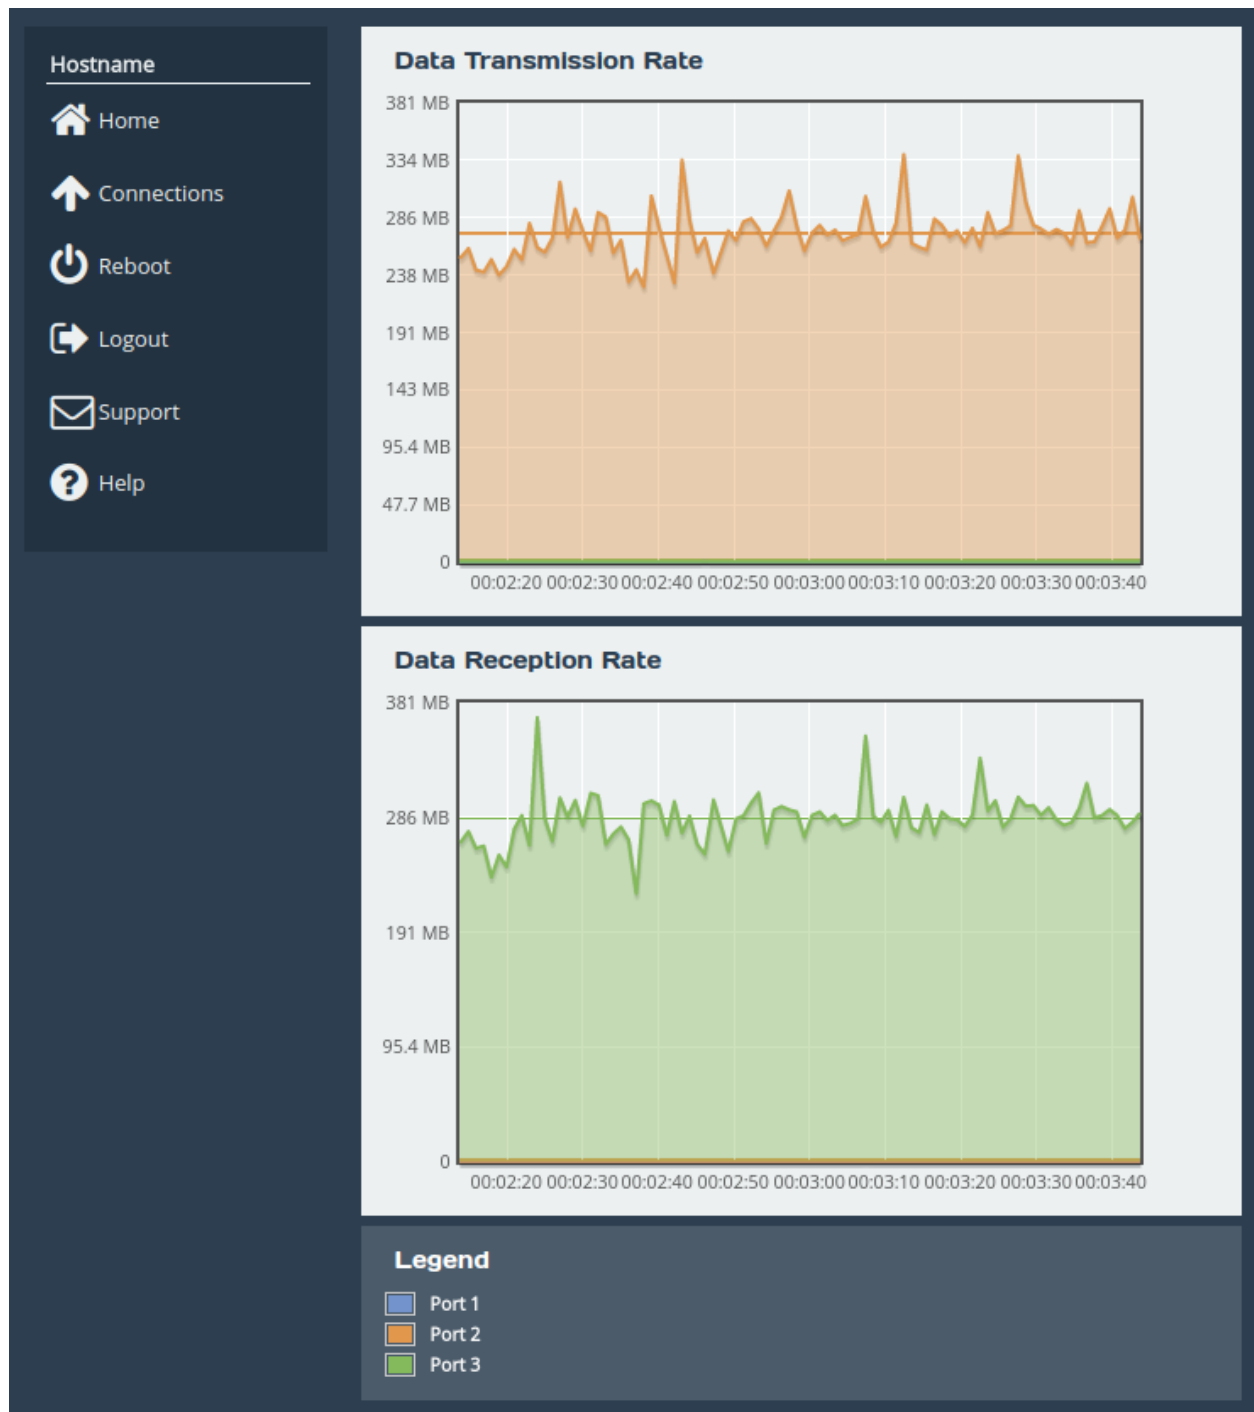 Hostname
Home
Connections
Reboot
Logout
Support
Help
Data Transmission Rate
381 MB
334 MB
286 MB
238 MB
191 MB
143 MB
95.4 MB
47.7 MB
0
00:02:20 00:02:30 00:02:40 00:02:50 00:03:00 00:03:10 00:03:20 00:03:30 00:03:40
Data Reception Rate
381 MB
286 MB
191 MB
95.4 MB
0
00:02:20 00:02:30 00:02:40 00:02:50 00:03:00 00:03:10 00:03:20 00:03:30 00:03:40
Legend
Port 1
Port 2
Port 3